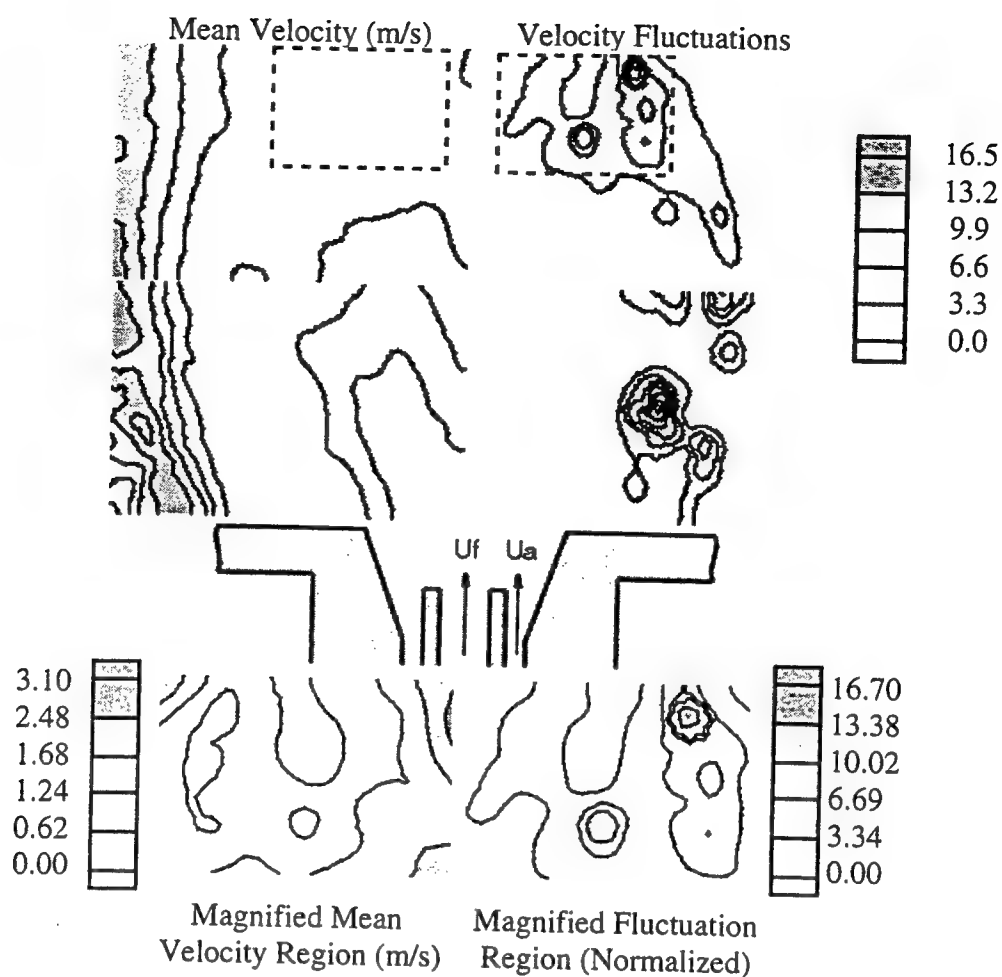 Mean Velocity (m/s)
Velocity Fluctuations
16.5
13.2
9.9
6.6
3.3
0.0
Uf
Ua
3.10
2.48
1.68
1.24
0.62
0.00
16.70
13.38
10.02
6.69
3.34
0.00
Magnified Mean
Velocity Region (m/s)
Magnified Fluctuation
Region (Normalized)